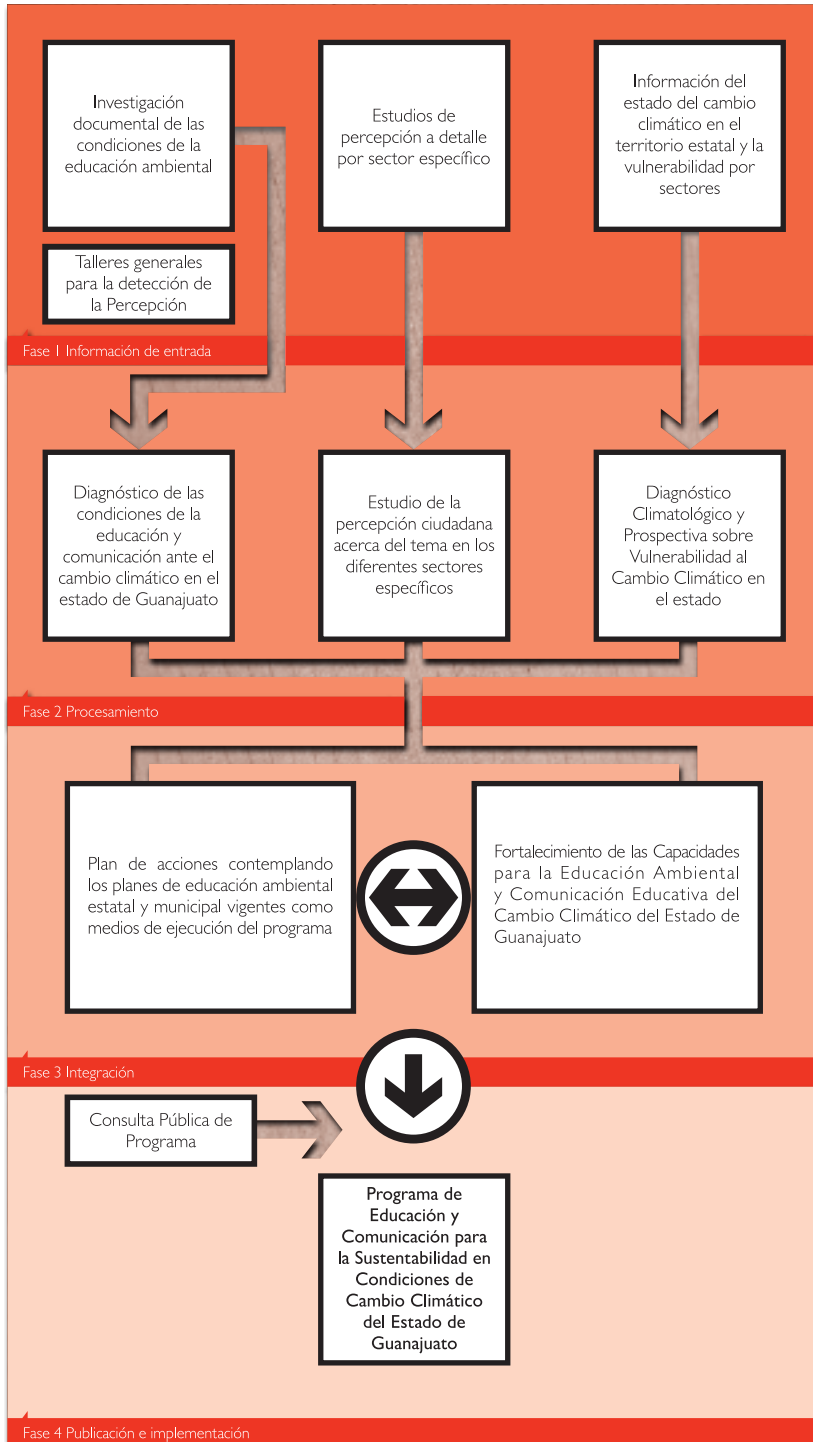 Investigación
documental de las
condiciones de la
educación ambiental
Estudios de
percepción a detalle
por sector específico
Información del
estado del cambio
climático en el
territorio estatal y la
vulnerabilidad por
sectores
Talleres generales
para la detección de
la Percepción
Fase 1 Información de entrada
Diagnóstico de las
condiciones de la
educación y
comunicación ante el
cambio climático en el
estado de Guanajuato
Estudio de la
percepción ciudadana
acerca del tema en los
diferentes sectores
específicos
Diagnóstico
Climatológico y
Prospectiva sobre
Vulnerabilidad al
Cambio Climático en
el estado
Fase 2 Procesamiento
Plan de acciones contemplando
los planes de educación ambiental
estatal y municipal vigentes como
medios de ejecución del programa
Fortalecimiento de las Capacidades
para la Educación Ambiental
y Comunicación Educativa del
Cambio Climático del Estado de
Guanajuato
Fase 3 Integración
Consulta Pública de
Programa
Programa de
Educación y
Comunicación para
la Sustentabilidad en
Condiciones de
Cambio Climático
del Estado de
Guanajuato
Fase 4 Publicación e implementación